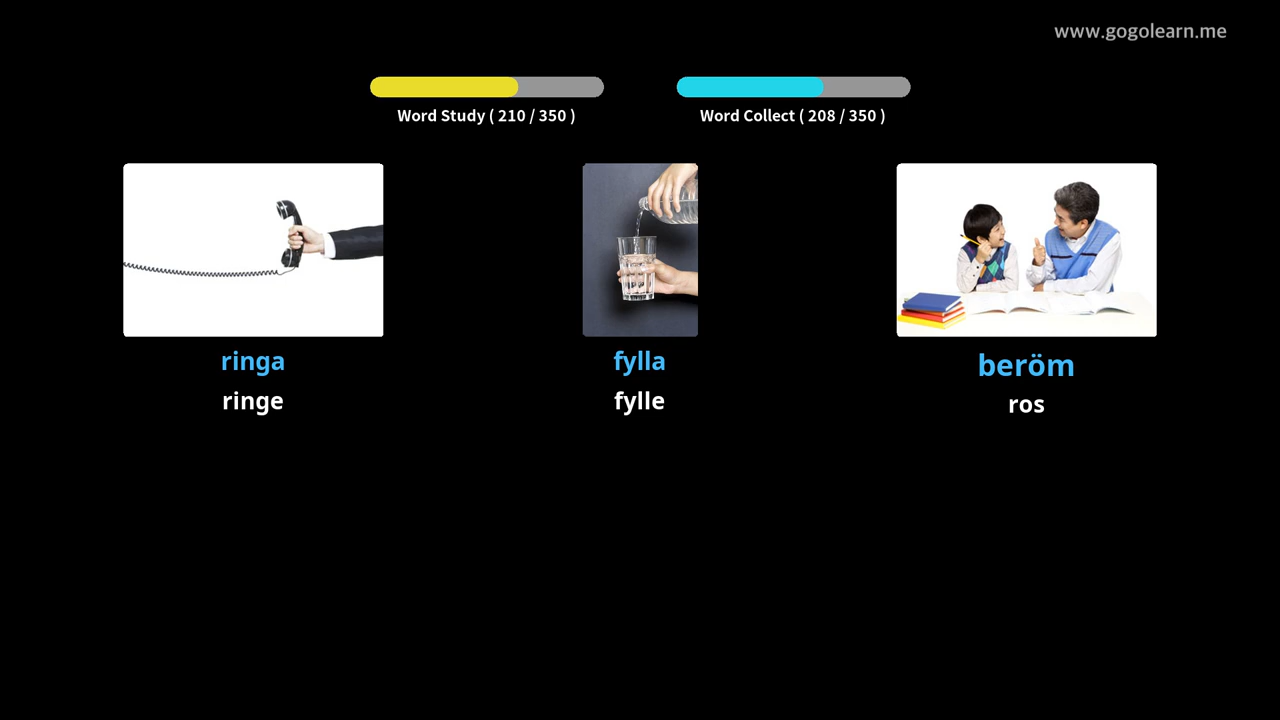 www.gogolearn.me
Word Study ( 210 / 350 )
Word Collect ( 208 / 350 )
ringa
ringe
fylla
fylle
beröm
ros